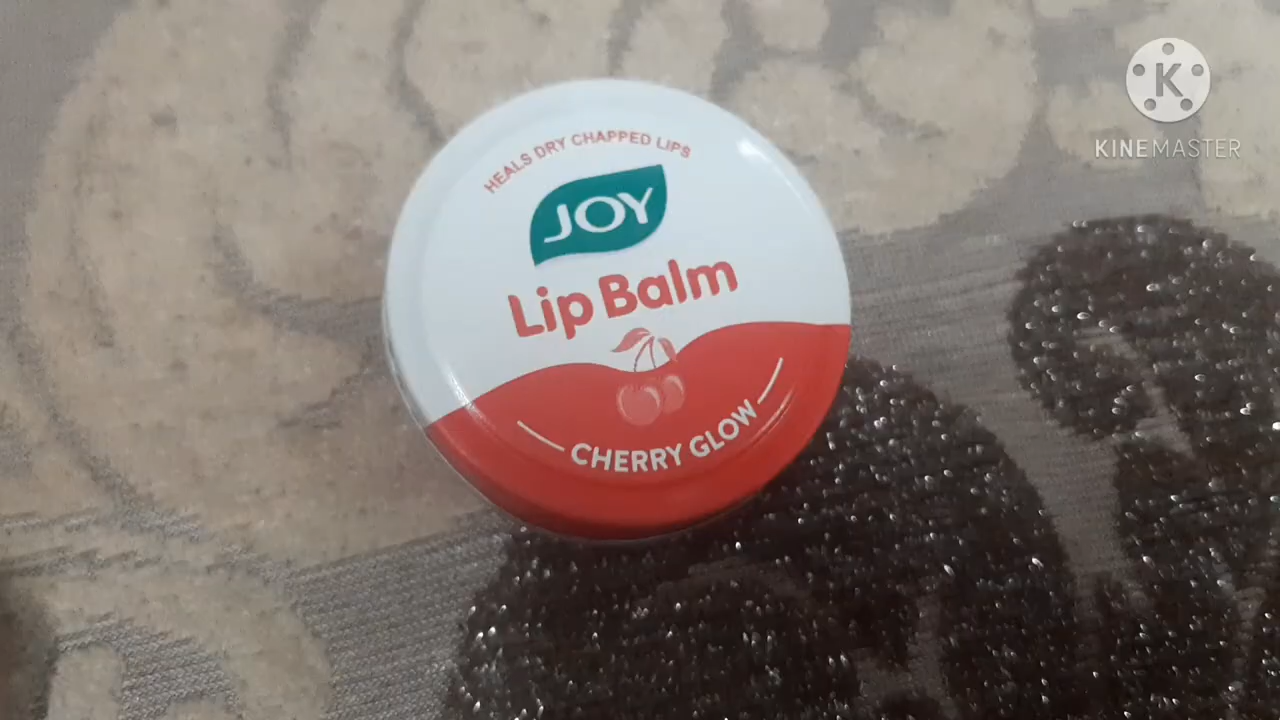 HEALS DRY CHAPPED LIPS
JOY
Lip Balm
CHERRY GLOW
K
KINEMASTER